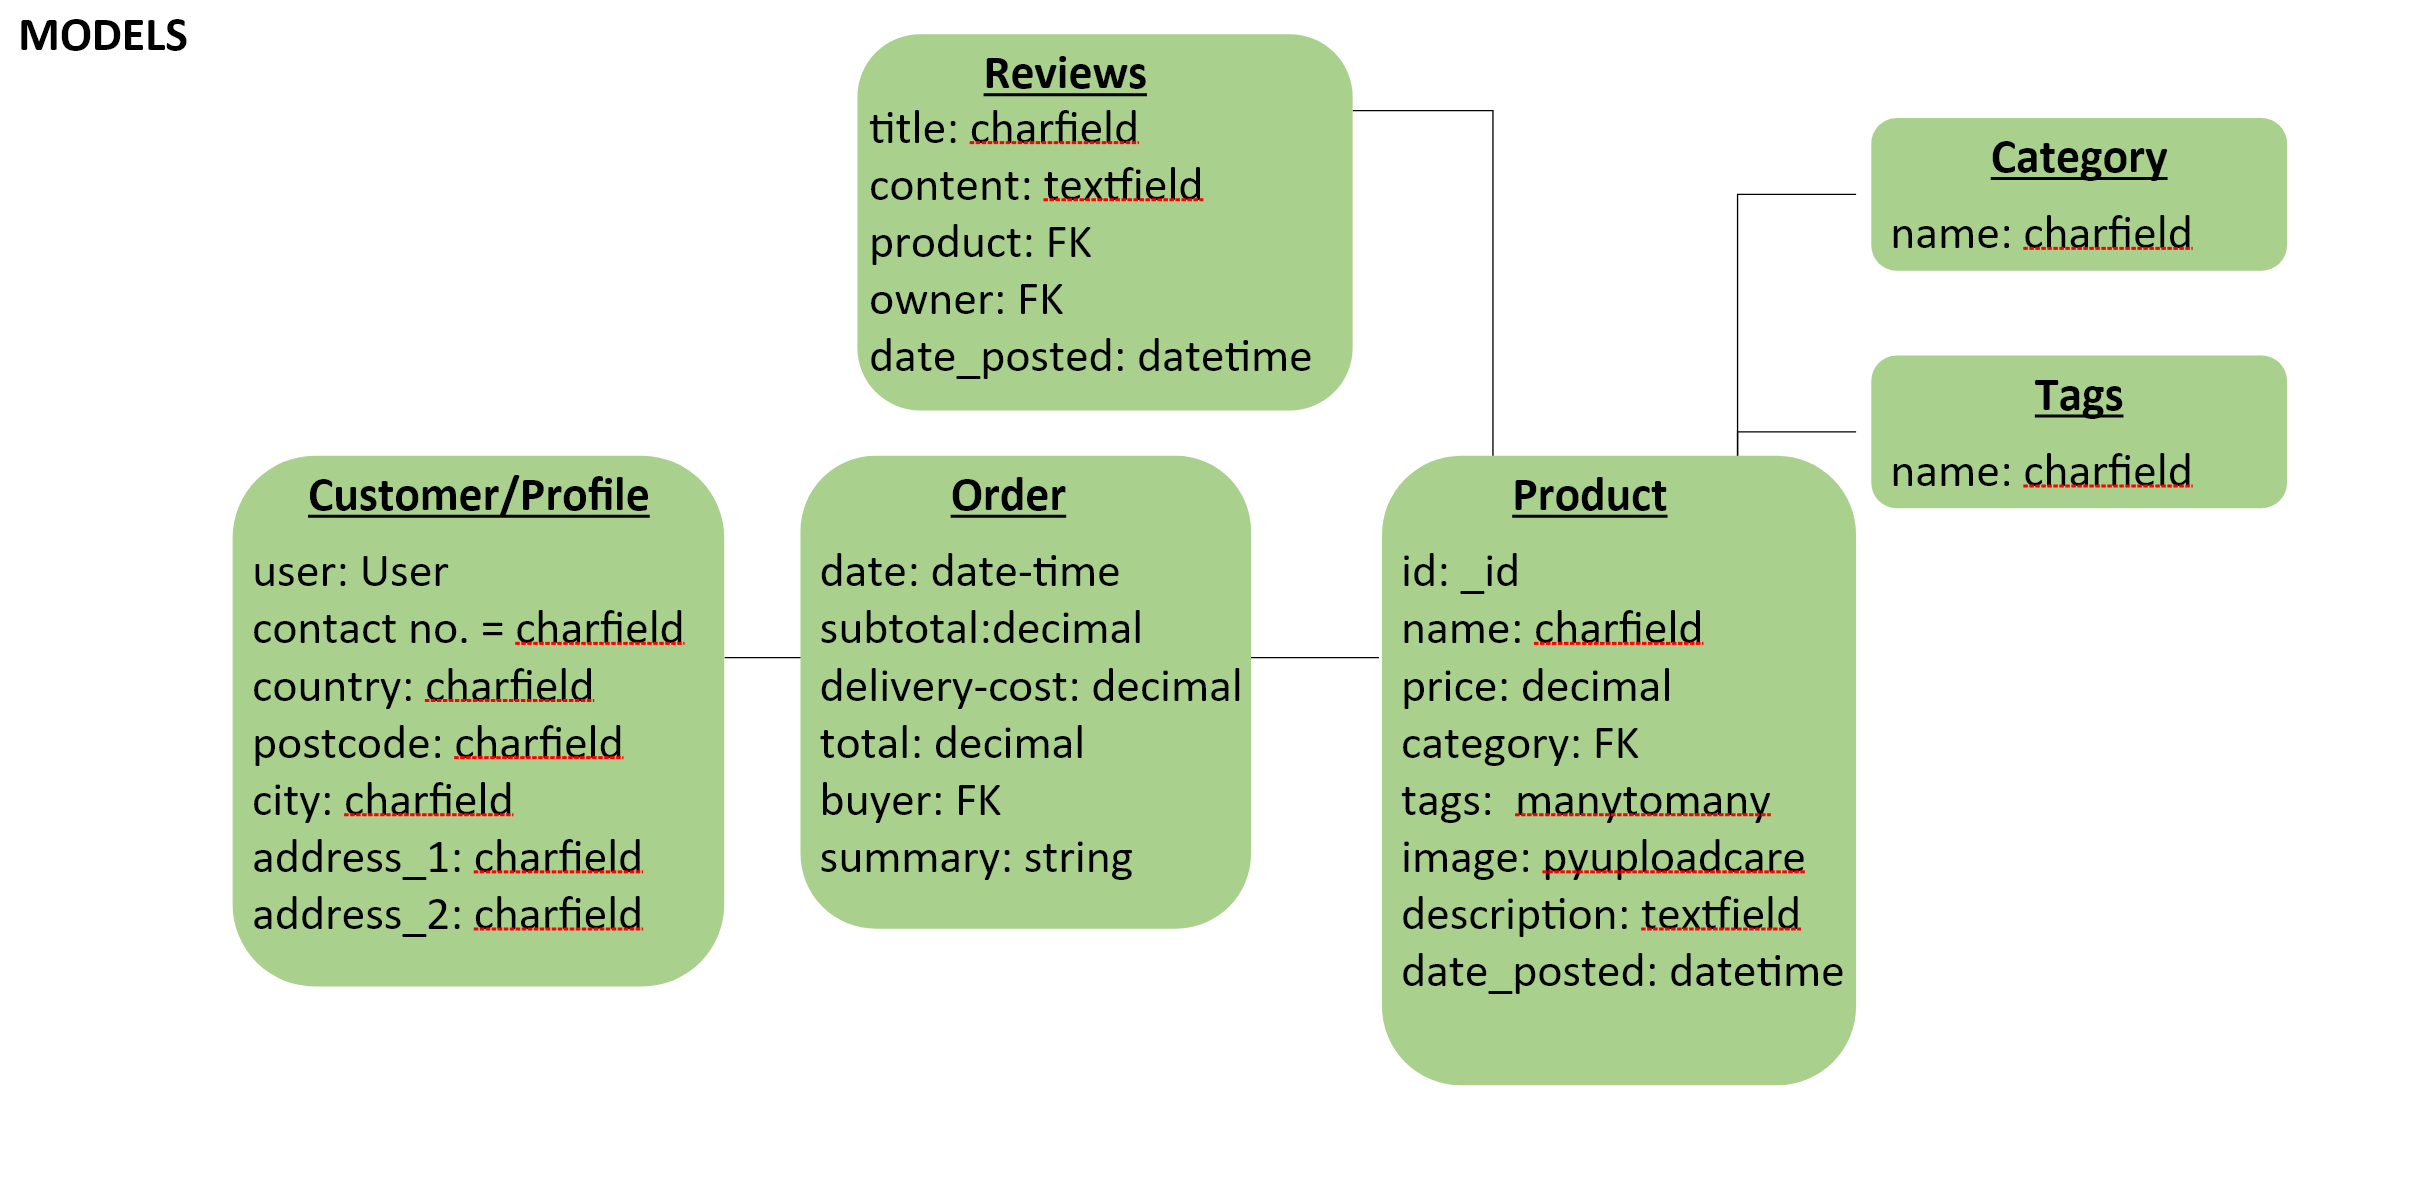 MODELS
Reviews
title: charfield
content: textfield
product: FK
owner: FK
date_posted: datetime
Category
name: charfield
Tags
name: charfield
Customer/Profile
user: User
contact no. = charfield
country: charfield
postcode: charfield
city: charfield
address_1: charfield
address_2: charfield
Order
date: date-time
subtotal:decimal
delivery-cost: decimal
total: decimal
buyer: FK
summary: string
Product
id: _id
name: charfield
price: decimal
category: FK
tags:  manytomany
image: pyuploadcare
description: textfield
date_posted: datetime